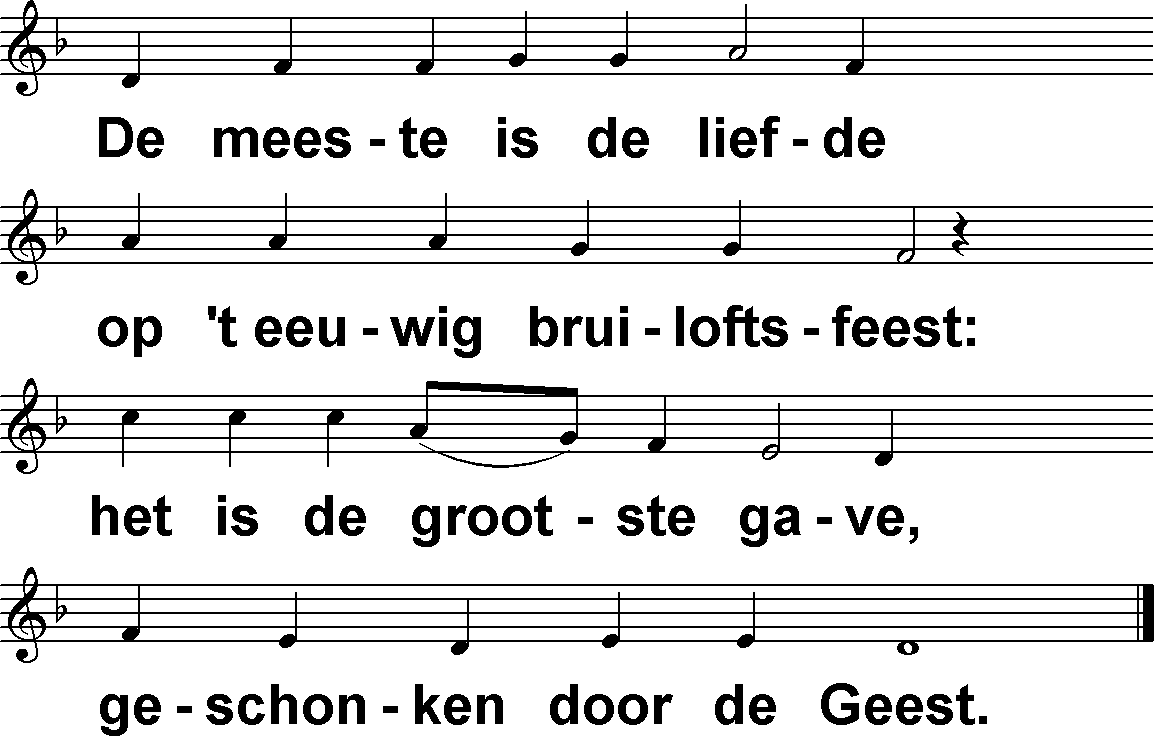 De mees - te is de lief - de
op 't eeu - wig brui - lofts - feest:
het is de groot - ste ga - ve,
ge - schon - ken door de Geest.